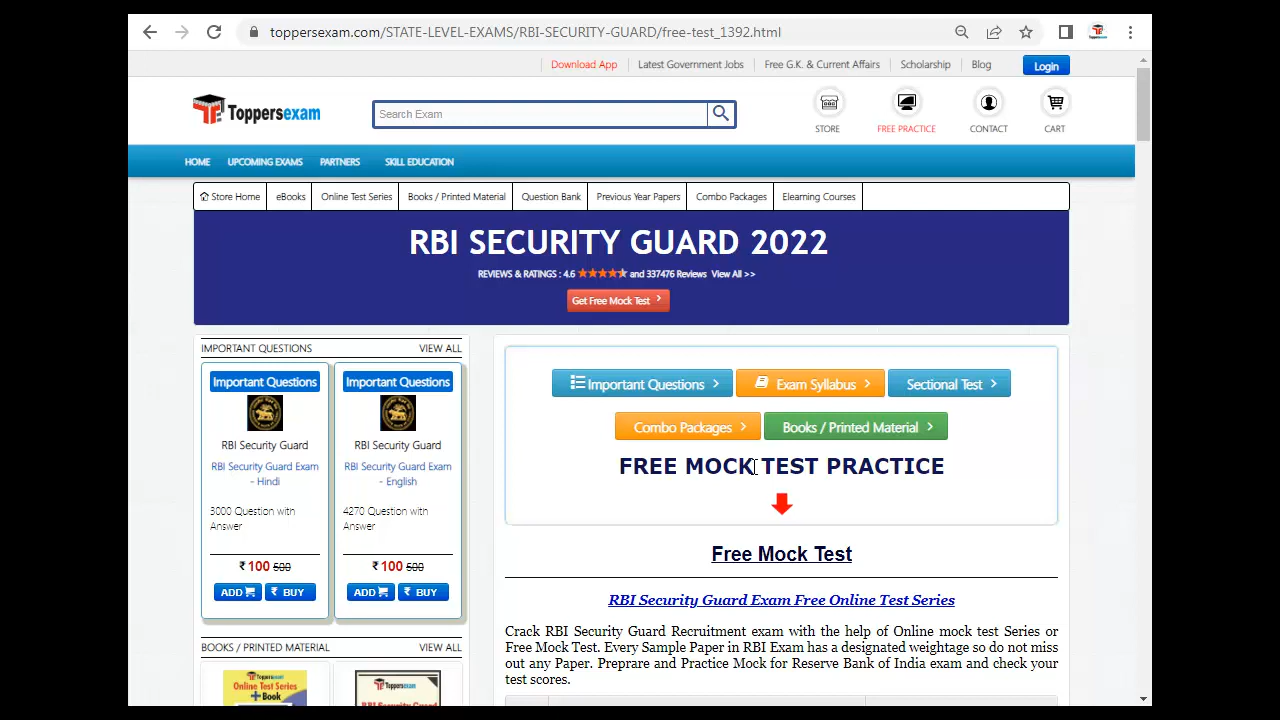 toppersexam.com/STATE-LEVEL-EXAMS/RBI-SECURITY-GUARD/free-test_1392.html
Download App Latest Government Jobs Free G.K. & Current Affairs Scholarship Blog Login
Toppersexam
Search Exam
STORE FREE PRACTICE CONTACT CART
HOME UPCOMING EXAMS PARTNERS SKILL EDUCATION
Store Home eBooks Online Test Series Books / Printed Material Question Bank Previous Year Papers Combo Packages Elearning Courses
RBI SECURITY GUARD 2022
REVIEWS & RATINGS : 4.6 and 337476 Reviews View All >>
Get Free Mock Test
IMPORTANT QUESTIONS VIEW ALL
Important Questions
RBI Security Guard
RBI Security Guard Exam
- Hindi
3000 Question with
Answer
₹ 100 500
ADD ₹ BUY
Important Questions
RBI Security Guard
RBI Security Guard Exam
- English
4270 Question with
Answer
₹ 100 500
ADD ₹ BUY
BOOKS / PRINTED MATERIAL VIEW ALL
Toppersexam
Online Test Series
+Book
Toppersexam
RBI Security Guard
Important Questions Exam Syllabus Sectional Test
Combo Packages Books / Printed Material
FREE MOCK TEST PRACTICE
Free Mock Test
RBI Security Guard Exam Free Online Test Series
Crack RBI Security Guard Recruitment exam with the help of Online mock test Series or
Free Mock Test. Every Sample Paper in RBI Exam has a designated weightage so do not miss
out any Paper. Preprare and Practice Mock for Reserve Bank of India exam and check your
test scores.